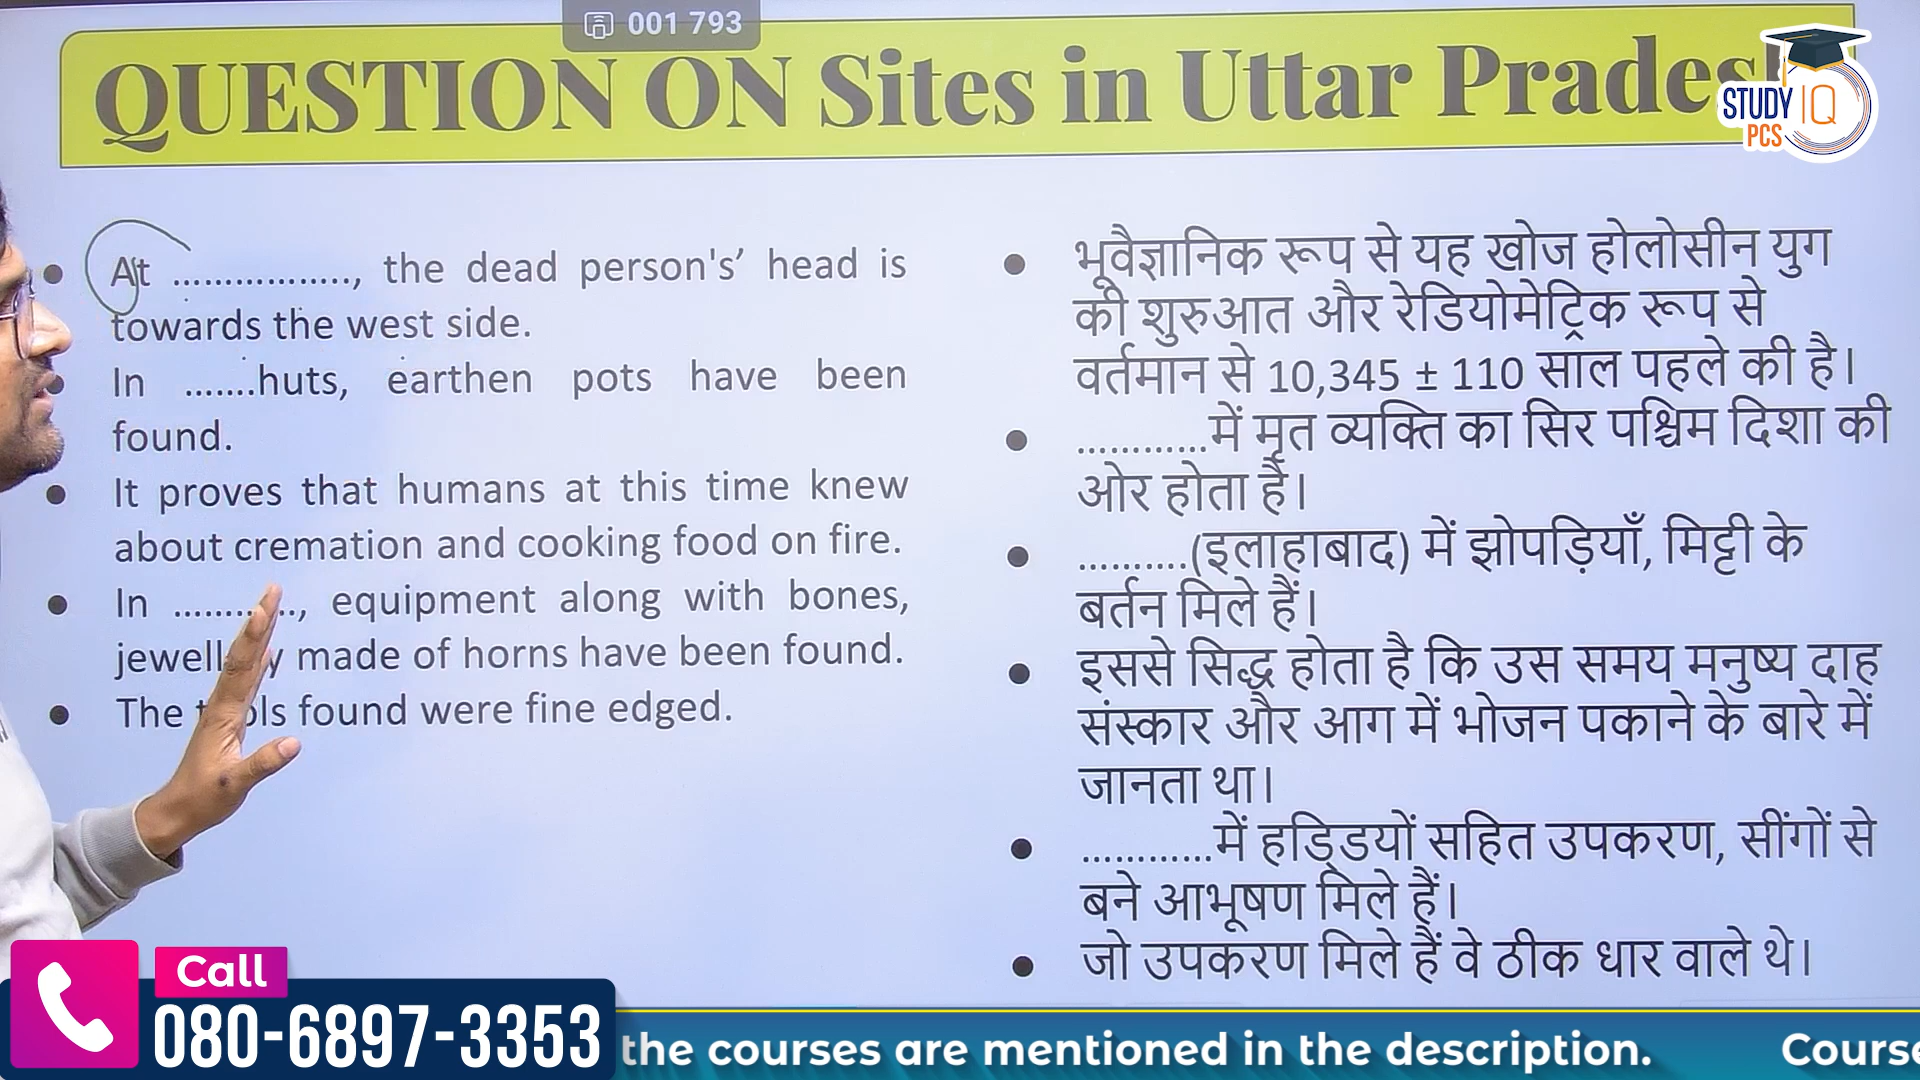 001 793
QUESTION ON Sites in Uttar Prades
STUDY IQ
PCS
At ................., the dead person's’ head is
towards the west side.
In .......huts, earthen pots have been
found.
It proves that humans at this time knew
about cremation and cooking food on fire.
In ............, equipment along with bones,
made of horns have been found.
The found were fine edged.
भूवैज्ञानिक रूप से यह खोज होलोसीन युग
की शुरुआत और रेडियोमेट्रिक रूप से
वर्तमान से 10,345 ± 110 साल पहले की है।
............में मृत व्यक्ति का सिर पश्चिम दिशा की
ओर होता है।
..........(इलाहाबाद) में झोपड़ियाँ, मिट्टी के
बर्तन मिले हैं।
इससे सिद्ध होता है कि उस समय मनुष्य दाह
संस्कार और आग में भोजन पकाने के बारे में
जानता था।
............में हड्डियों सहित उपकरण, सींगों से
बने आभूषण मिले हैं।
जो उपकरण मिले हैं वे ठीक धार वाले थे।
Call
080-6897-3353
the courses are mentioned in the description. Course